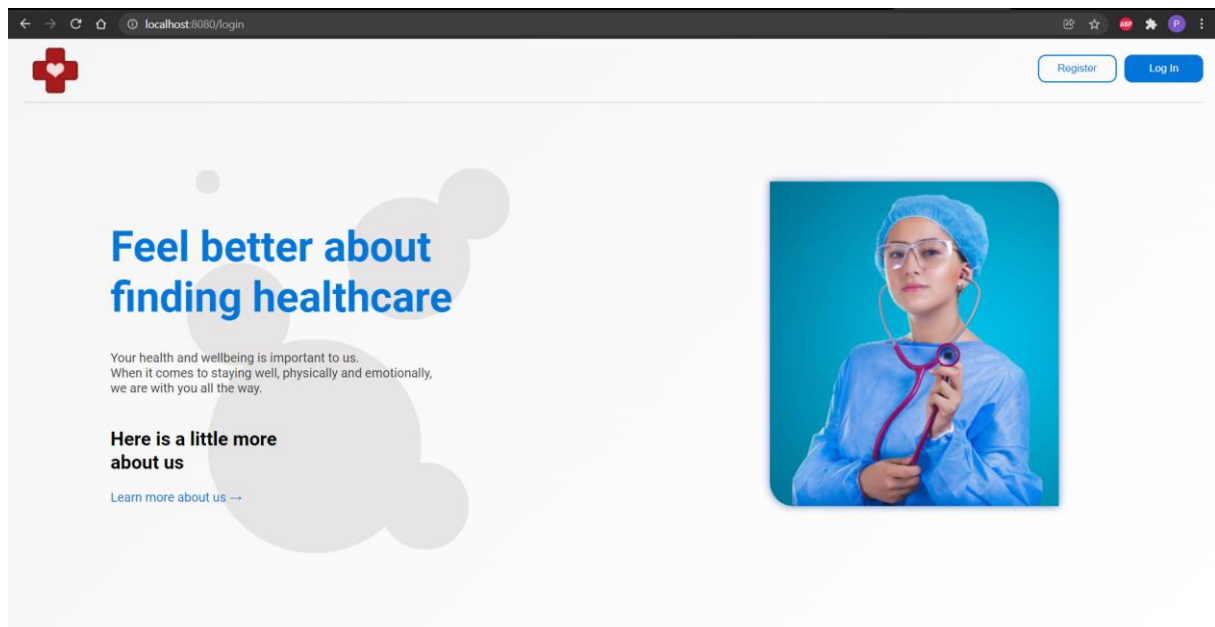 localhost:8080/login
ABP
P
Register
Log In
Feel better about
finding healthcare
Your health and wellbeing is important to us.
When it comes to staying well, physically and emotionally,
we are with you all the way.
Here is a little more
about us
Learn more about us →